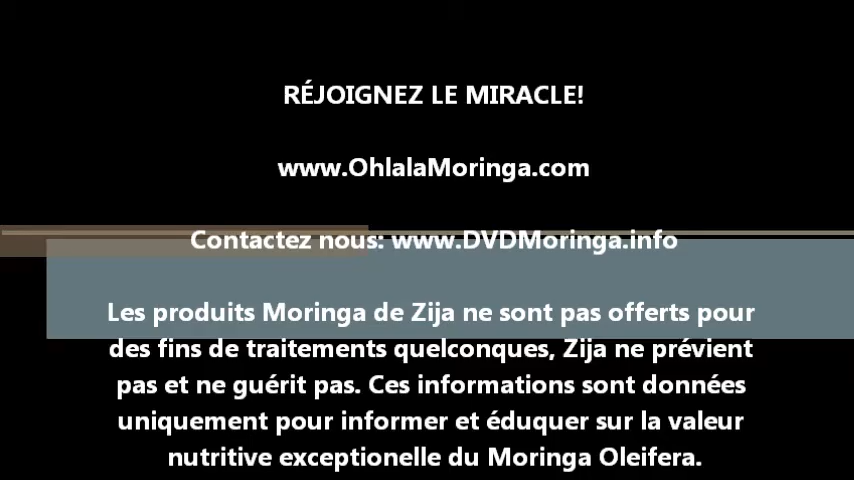 RÉJOIGNEZ LE MIRACLE!
www.OhlalaMoringa.com
Contactez nous: www.DVDMoringa.info
Les produits Moringa de Zija ne sont pas offerts pour
des fins de traitements quelconques, Zija ne prévient
pas et ne guérit pas. Ces informations sont données
uniquement pour informer et éduquer sur la valeur
nutritive exceptionelle du Moringa Oleifera.